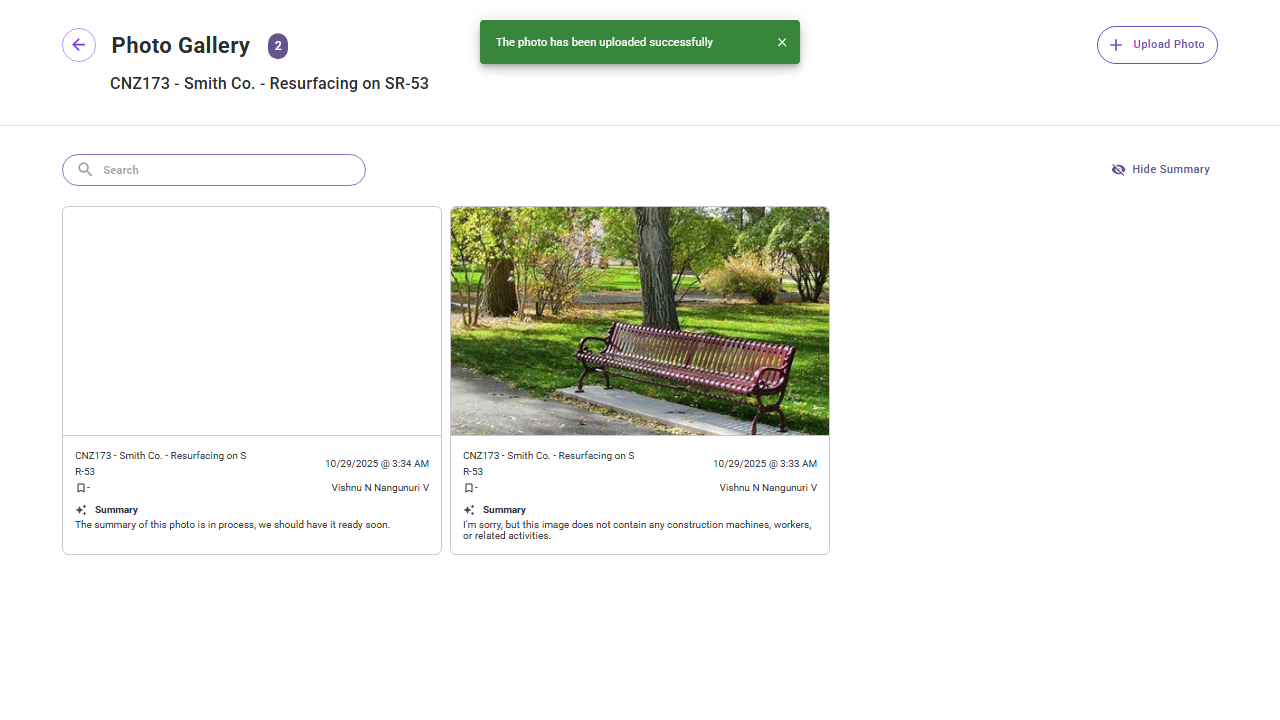 Photo Gallery 2
The photo has been uploaded successfully
Upload Photo
CNZ173 - Smith Co. - Resurfacing on SR-53
Search
Hide Summary
CNZ173 - Smith Co. - Resurfacing on S
R-53
10/29/2025 @ 3:34 AM
-
Vishnu N Nangunuri V
Summary
The summary of this photo is in process, we should have it ready soon.
CNZ173 - Smith Co. - Resurfacing on S
R-53
10/29/2025 @ 3:33 AM
-
Vishnu N Nangunuri V
Summary
I'm sorry, but this image does not contain any construction machines, workers,
or related activities.